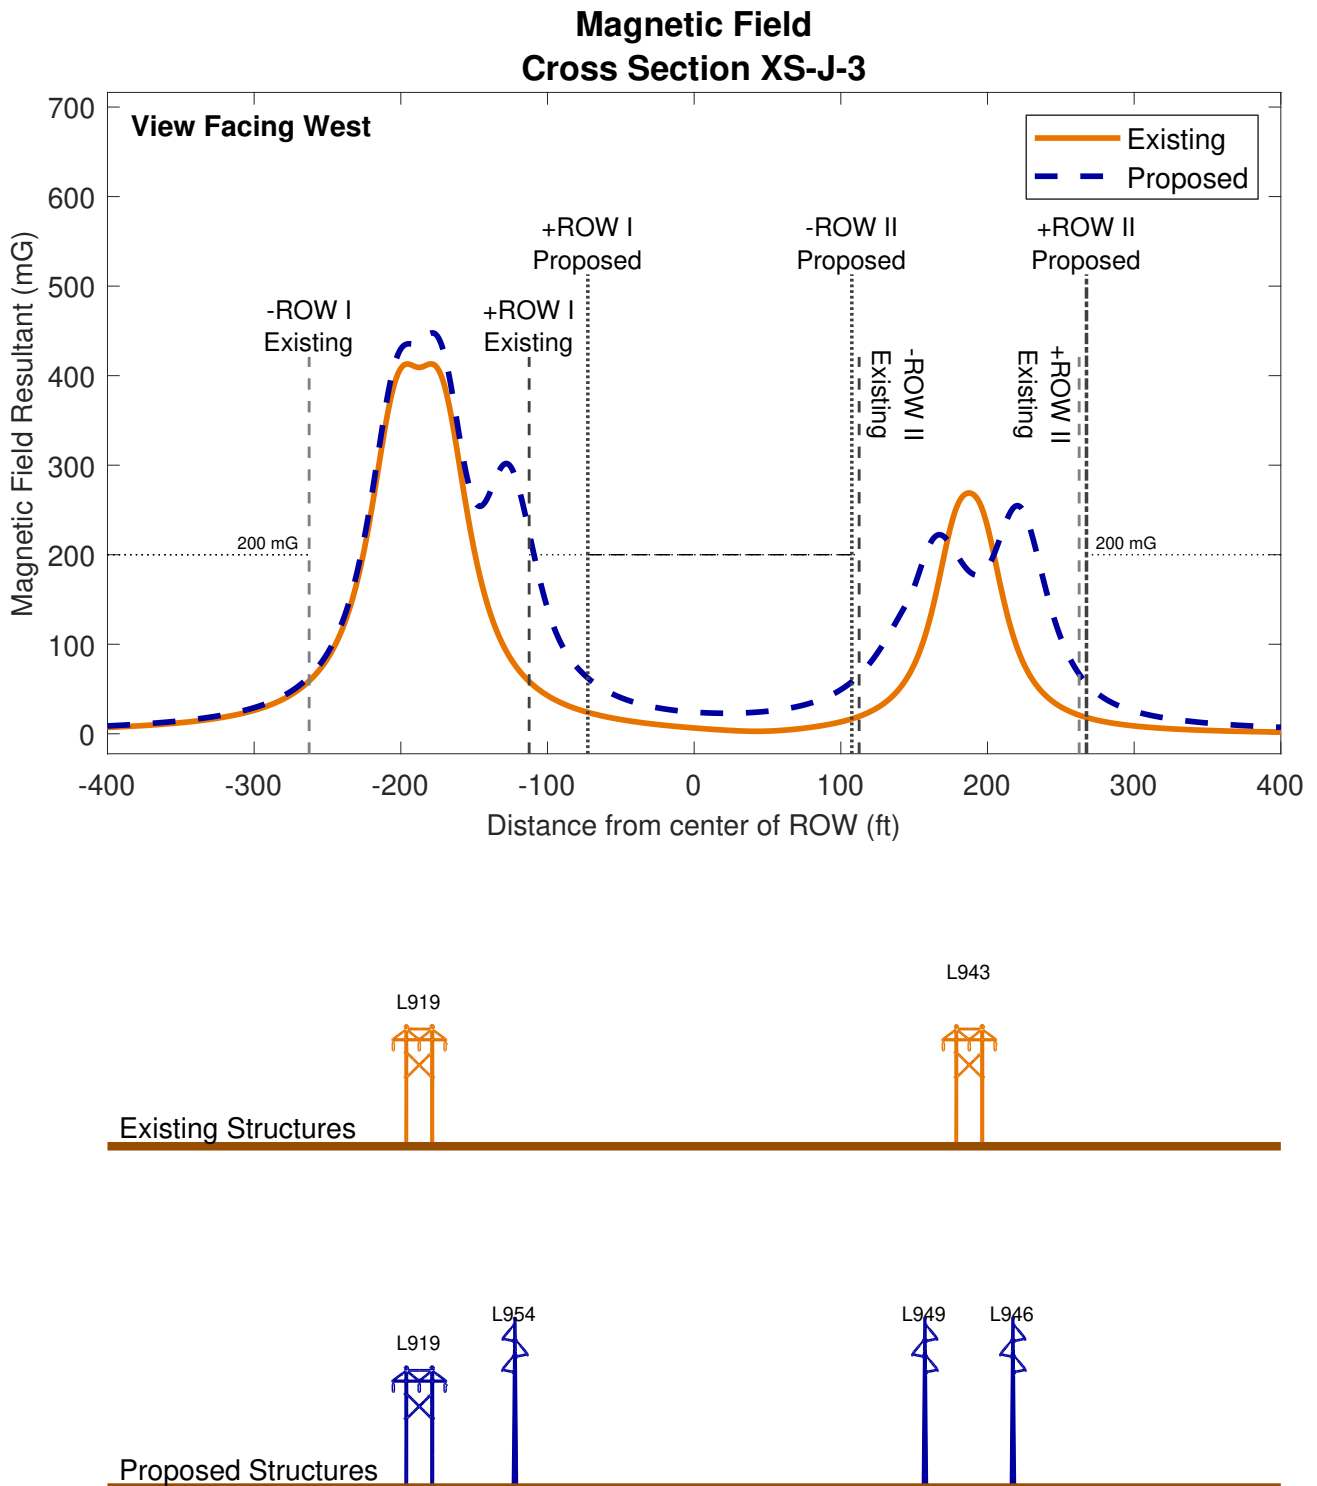 Magnetic Field
Cross Section XS-J-3
View Facing West
Existing
Proposed
+ROW I
Proposed
-ROW II
Proposed
+ROW II
Proposed
-ROW I
Existing
+ROW I
Existing
-ROW II
Existing
+ROW II
Existing
200 mG
200 mG
700
600
500
400
300
200
100
0
Magnetic Field Resultant (mG)
-400
-300
-200
-100
0
100
200
300
400
Distance from center of ROW (ft)
L919
L943
Existing Structures
L919
L954
L949
L946
Proposed Structures